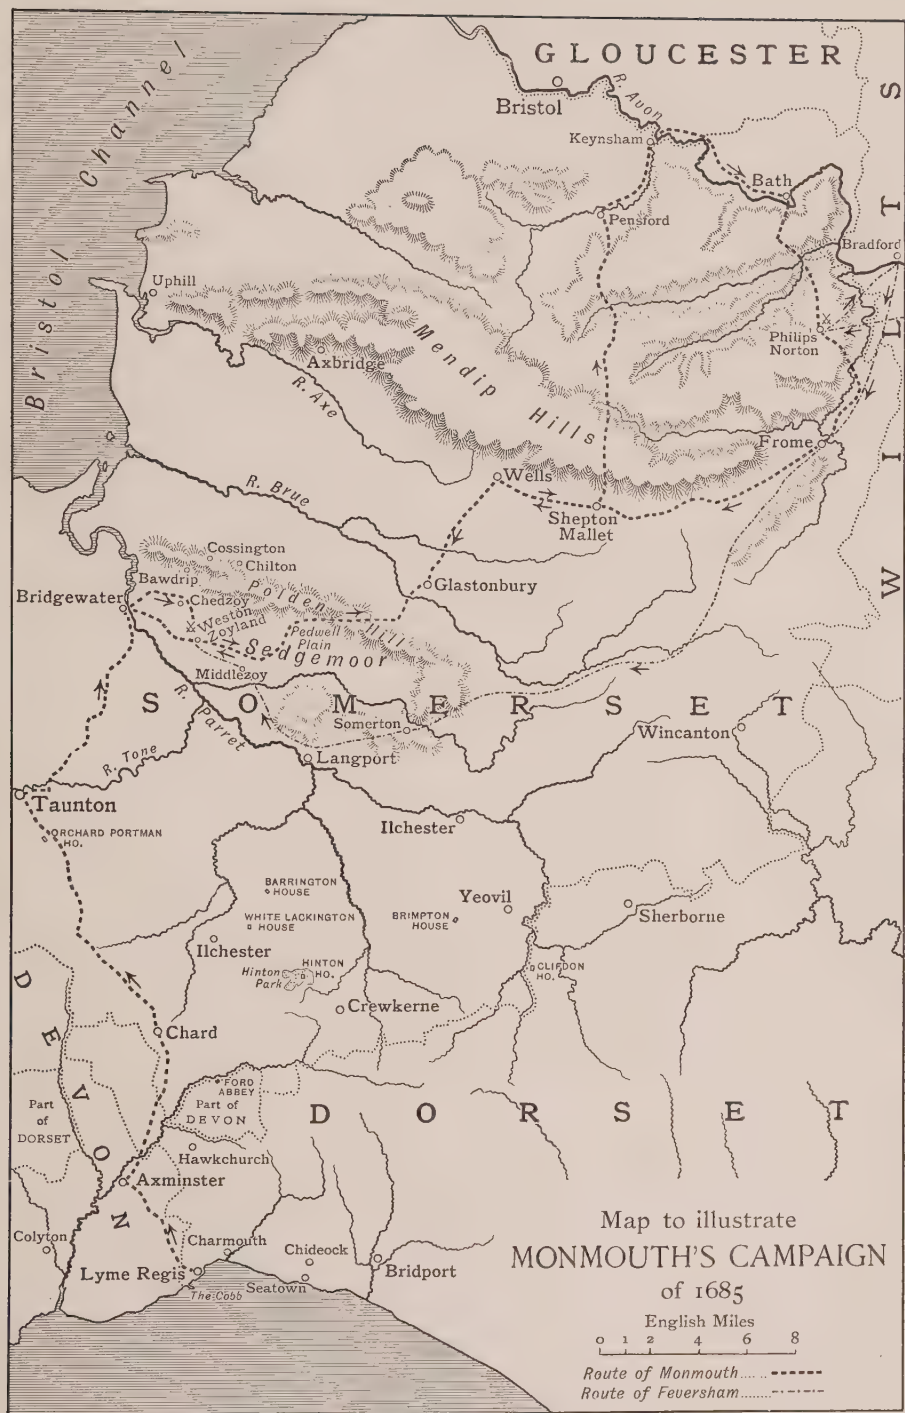 GLOUCESTER
Bristol Channel
Bristol
R. Avon
Keynsham
Bath
Pensford
Bradford
WILTS
Uphill
Philips
Norton
Mendip Hills
Axbridge
R. Axe
Frome
Wells
R. Brue
Shepton
Mallet
Cossington
Chilton
Bawdrip
Glastonbury
Polden Hill
Bridgewater
Chedzoy
Weston
Zoyland
Pedwell
Plain
Sedgemoor
Middlezoy
SOMERSET
R. Parret
Somerton
Wincanton
R. Tone
Langport
Taunton
Ilchester
ORCHARD PORTMAN
HO.
BARRINGTON
HOUSE
Yeovil
WHITE LACKINGTON
HOUSE
BRIMPTON
HOUSE
Sherborne
Ilchester
HINTON
HO.
Hinton
Park
CLIFDON
HO.
Crewkerne
DEVON
Chard
FORD
ABBEY
Part of
DEVON
Part
of
DORSET
DORSET
Hawkchurch
Axminster
Colyton
Charmouth
Chideock
Lyme Regis
Seatown
Bridport
The Cobb
Map to illustrate
MONMOUTH'S CAMPAIGN
of 1685
English Miles
0 1 2 4 6 8
Route of Monmouth
Route of Feversham